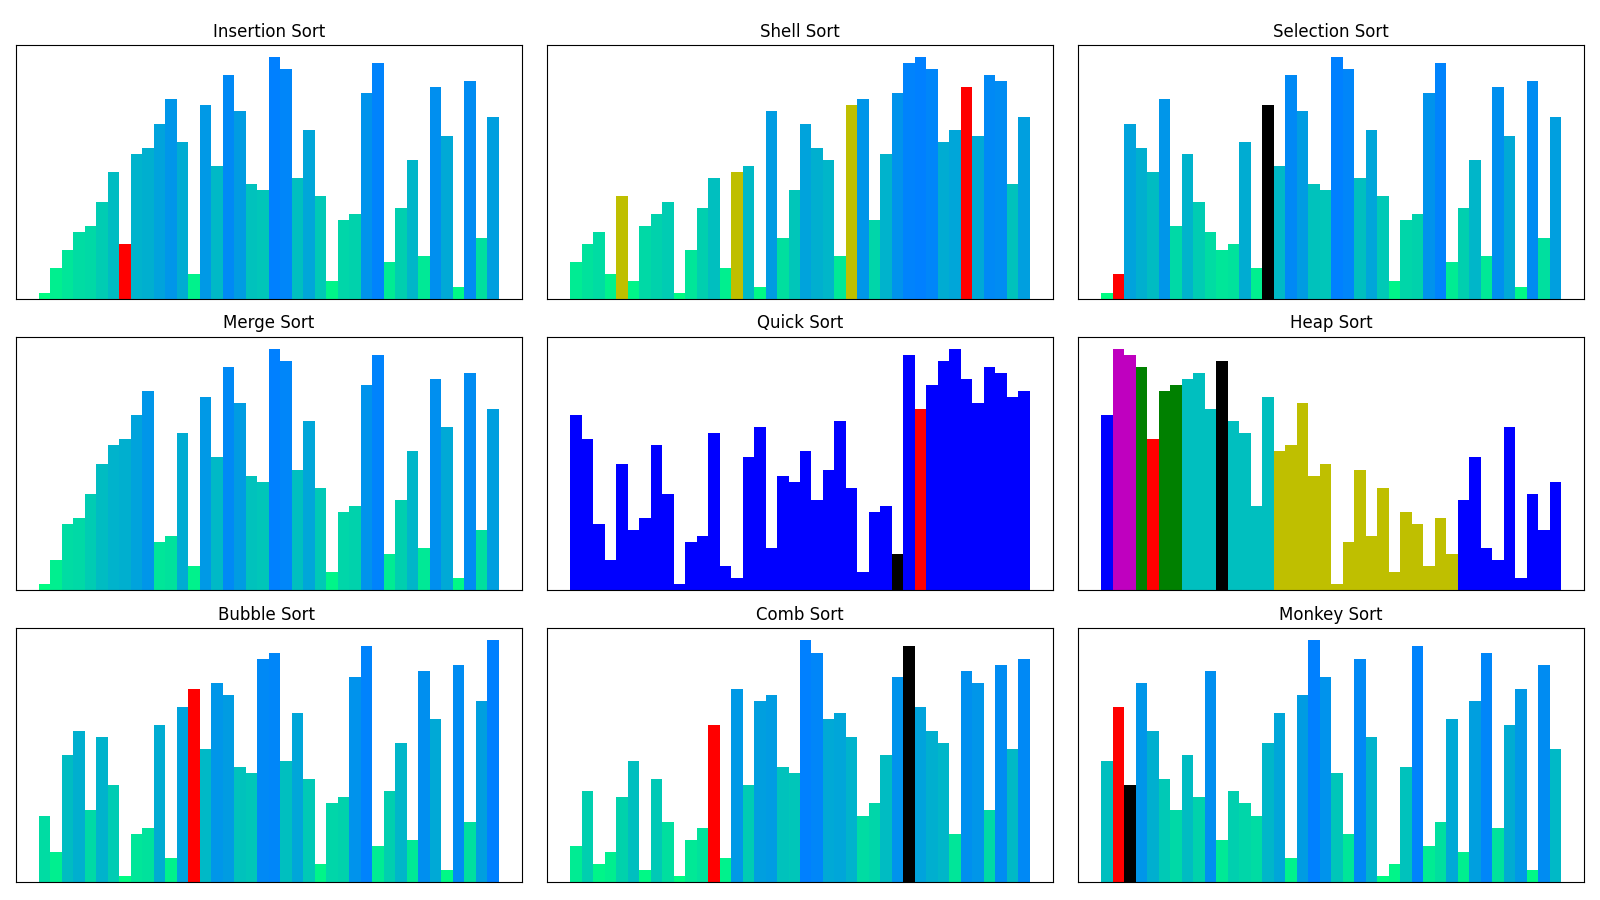 Insertion Sort
Shell Sort
Selection Sort
Merge Sort
Quick Sort
Heap Sort
Bubble Sort
Comb Sort
Monkey Sort